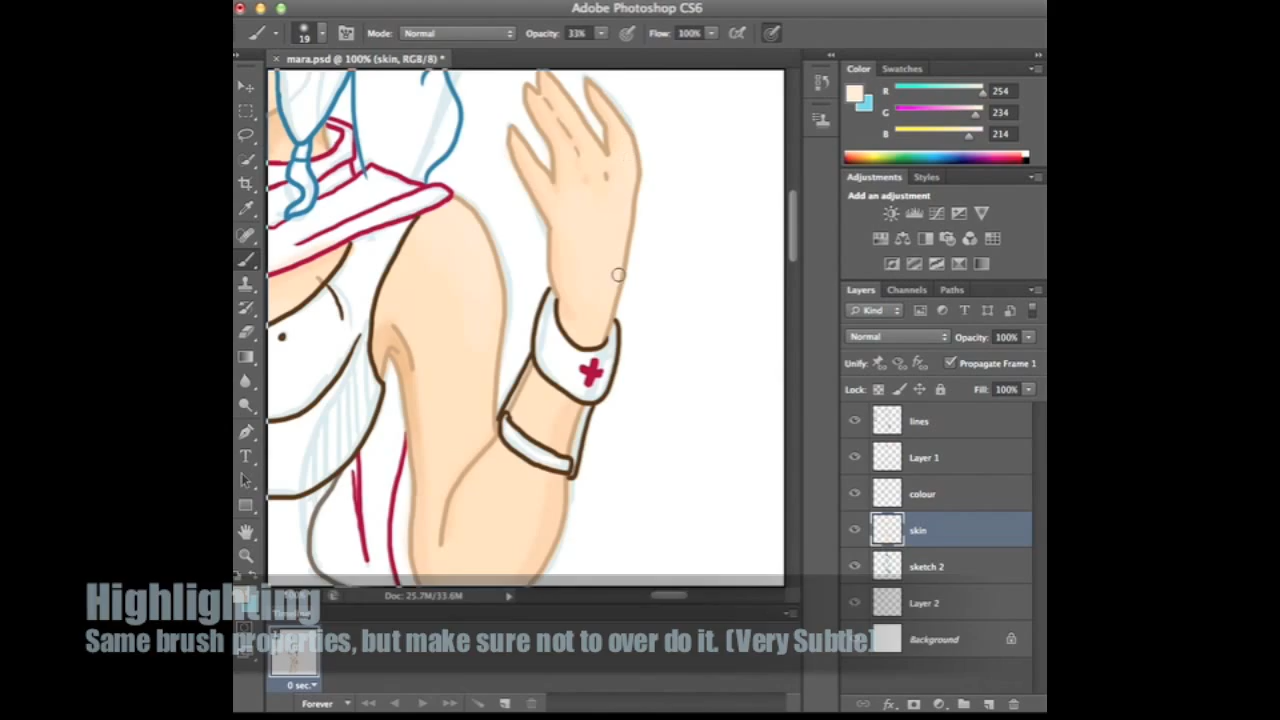 Adobe Photoshop CS6
19 Mode: Normal Opacity: 33% Flow: 100%
× mara.psd @ 100% (skin, RGB/8) *
Color Swatches
R 254
G 234
B 214
Adjustments Styles
Add an adjustment
Layers Channels Paths
Kind
Normal Opacity: 100%
Unify: Propagate Frame 1
Lock: Fill: 100%
lines
Layer 1
colour
skin
sketch 2
Layer 2
Background
Doc: 25.7M/33.6M
Timeline
Highlighting
Same brush properties, but make sure not to over do it. (Very Subtle)
0 sec.
Forever